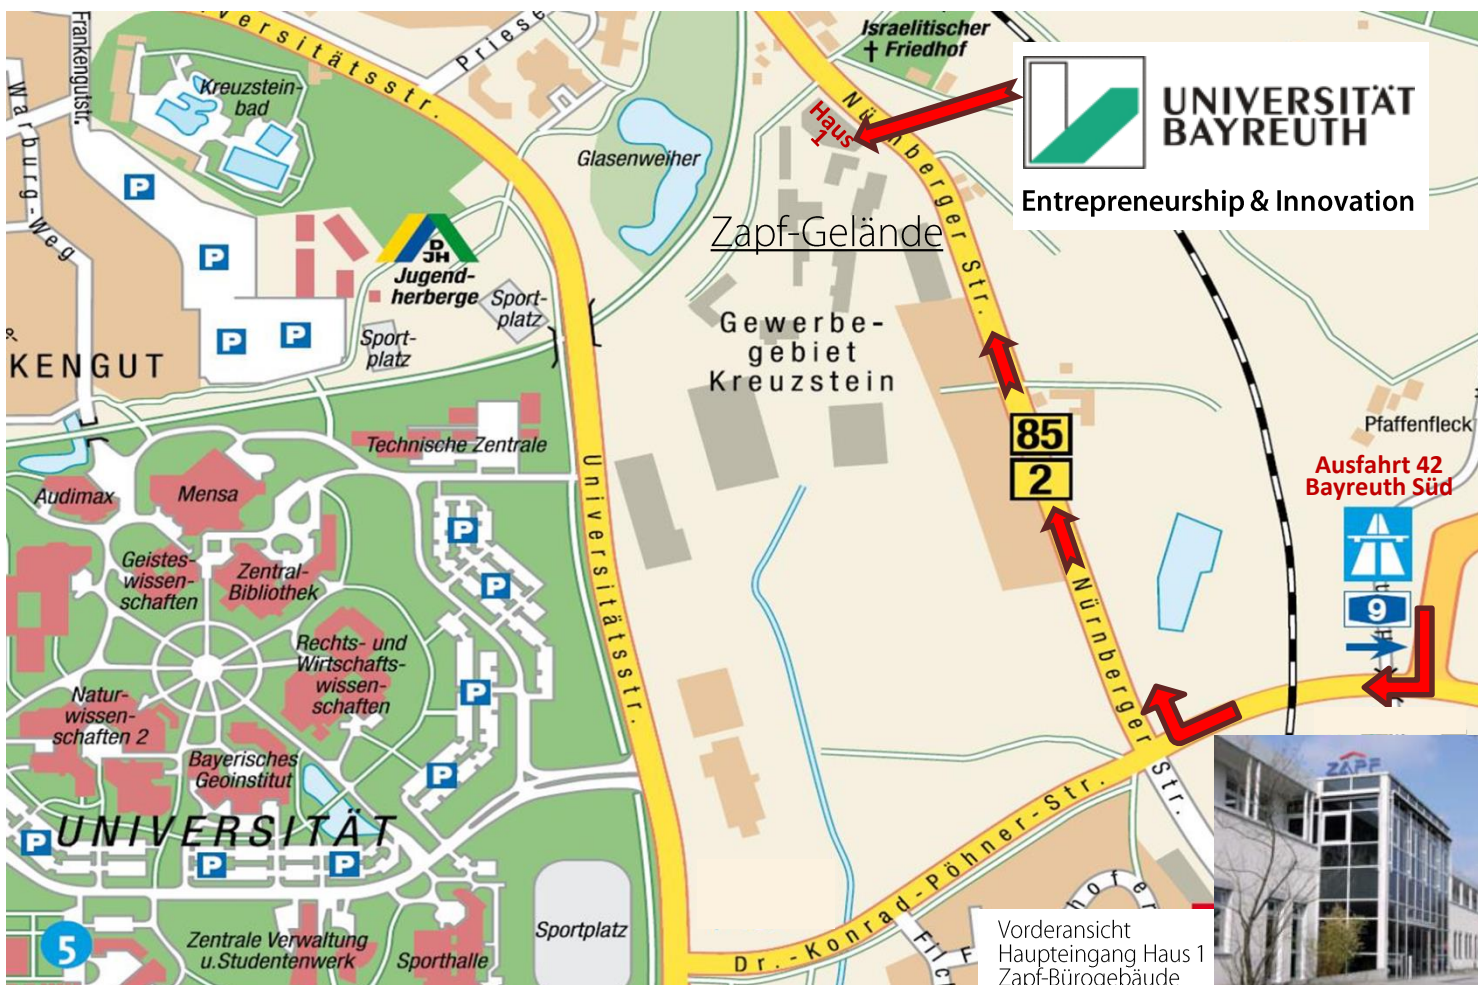 Universitätsstr.
Priese
Israelitischer
Friedhof
Frankengutstr.
Warburg-Weg
Kreuzstein-
bad
P
Glasenweiher
Haus
1
Nürnberger Str.
UNIVERSITÄT
BAYREUTH
Entrepreneurship & Innovation
Zapf-Gelände
P
D
JH
Jugend-
herberge
Sport-
platz
P
P
Sport-
platz
Gewerbe-
gebiet
Kreuzstein
&
KENGUT
85
2
Pfaffenfleck
Ausfahrt 42
Bayreuth Süd
Technische Zentrale
Audimax
Mensa
Universitätsstr.
P
Geistes-
wissen-
schaften
Zentral-
Bibliothek
P
9
Nürnberger Str.
Rechts- und
Wirtschafts-
wissen-
schaften
P
Natur-
wissen-
schaften 2
Bayerisches
Geoinstitut
P
ZAPF
UNIVERSITÄT
P
P
P
Dr.-Konrad-Pöhner-Str.
5
Zentrale Verwaltung
u.Studentenwerk
Sporthalle
Sportplatz
Vorderansicht
Haupteingang Haus 1
Zapf-Bürogebäude